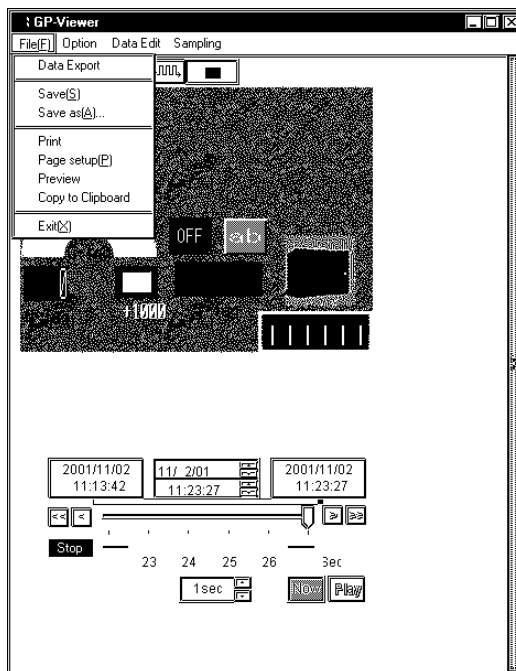 GP-Viewer
File(F) Option Data Edit Sampling
Data Export
Save(S)
Save as(A)...
Print
Page setup(P)
Preview
Copy to Clipboard
Exit(X)
OFF ab
0
+1000
2001/11/02 11/ 2/01 2001/11/02
11:13:42 11:23:27 11:23:27
<< < > >>
Stop
23 24 25 26 Sec
1sec Now Play